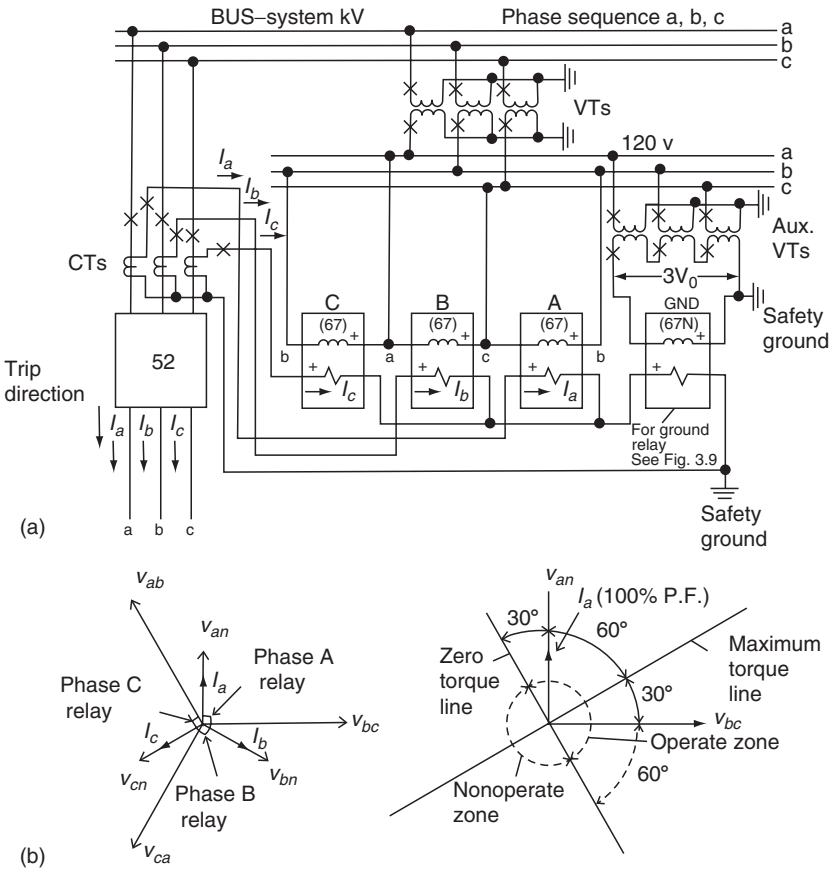 BUS–system kV
Phase sequence a, b, c
a
b
c
VTs
120 v
a
b
c
I_a
I_b
I_c
Aux.
VTs
CTs
3V_0
C
B
A
GND
(67)
(67)
(67)
(67N)
Safety
ground
+
+
+
+
b
a
c
b
+
+
+
+
I_c
I_b
I_a
52
Trip
direction
I_a
I_b
I_c
For ground
relay
See Fig. 3.9
Safety
ground
a
b
c
(a)
V_ab
V_an
I_a
Phase A
relay
Phase C
relay
V_bc
I_c
I_b
V_cn
V_bn
Phase B
relay
V_ca
V_an
I_a (100% P.F.)
30°
60°
Zero
torque
line
Maximum
torque
line
30°
V_bc
Operate zone
60°
Nonoperate
zone
(b)